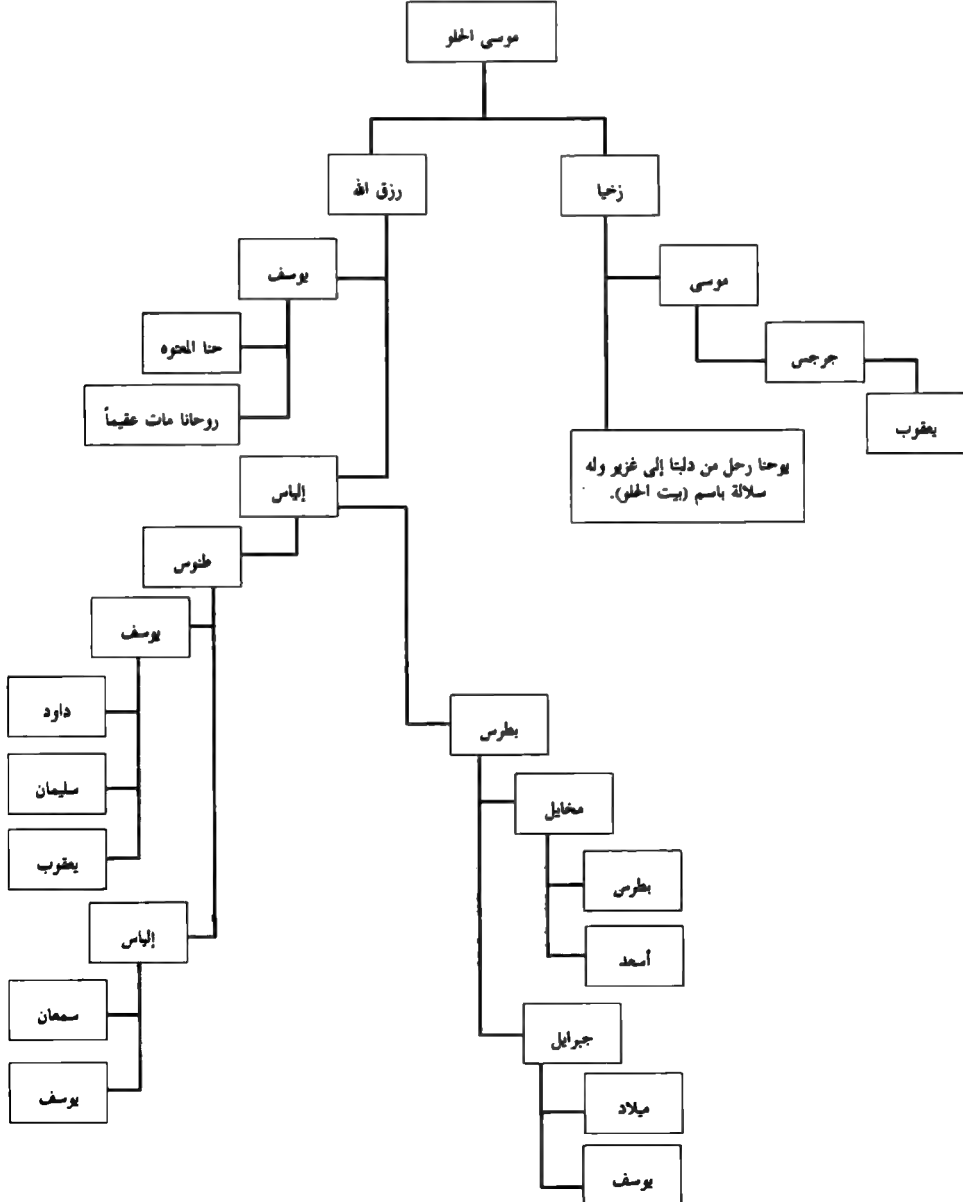 موسى الحلو
زخيا
رزق الله
موسى
يوسف
جرجس
حنا المعتوه
يعقوب
روحانا مات عقيماً
يوحنا رحل من دلبتا إلى غزير وله
سلالة باسم (بيت الحلو).
إلياس
طنوس
يوسف
داود
سليمان
يعقوب
إلياس
سمعان
يوسف
بطرس
مخايل
بطرس
أسعد
جبرايل
ميلاد
يوسف